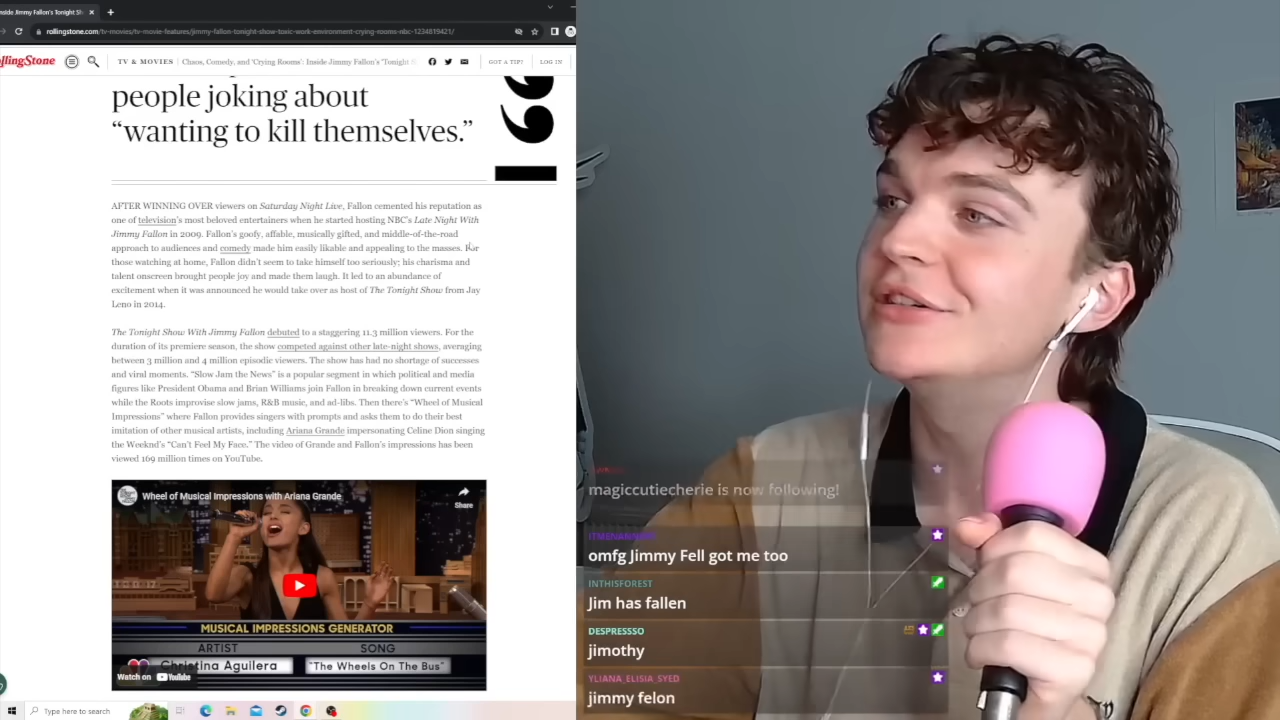 Inside Jimmy Fallon's Tonight Sh
rollingstone.com/tv-movies/tv-movie-features/jimmy-fallon-tonight-show-toxic-work-environment-crying-rooms-nbc-1234819421/
llingStone
TV & MOVIES
Chaos, Comedy, and 'Crying Rooms': Inside Jimmy Fallon's 'Tonight
GOT A TIP?
LOG IN
people joking about
“wanting to kill themselves.”
AFTER WINNING OVER viewers on Saturday Night Live, Fallon cemented his reputation as
one of television's most beloved entertainers when he started hosting NBC's Late Night With
Jimmy Fallon in 2009. Fallon's goofy, affable, musically gifted, and middle-of-the-road
approach to audiences and comedy made him easily likable and appealing to the masses. For
those watching at home, Fallon didn't seem to take himself too seriously; his charisma and
talent onscreen brought people joy and made them laugh. It led to an abundance of
excitement when it was announced he would take over as host of The Tonight Show from Jay
Leno in 2014.
The Tonight Show With Jimmy Fallon debuted to a staggering 11.3 million viewers. For the
duration of its premiere season, the show competed against other late-night shows, averaging
between 3 million and 4 million episodic viewers. The show has had no shortage of successes
and viral moments. “Slow Jam the News” is a popular segment in which political and media
figures like President Obama and Brian Williams join Fallon in breaking down current events
while the Roots improvise slow jams, R&B music, and ad-libs. Then there's “Wheel of Musical
Impressions” where Fallon provides singers with prompts and asks them to do their best
imitation of other musical artists, including Ariana Grande impersonating Celine Dion singing
the Weeknd's “Can't Feel My Face.” The video of Grande and Fallon's impressions has been
viewed 169 million times on YouTube.
Wheel of Musical Impressions with Ariana Grande
Share
MUSICAL IMPRESSIONS GENERATOR
ARTIST
SONG
Christina Aguilera
"The Wheels On The Bus"
Watch on YouTube
Type here to search
magiccutiecherie is now following!
omfg Jimmy Fell got me too
INTHISFOREST
Jim has fallen
DESPRESSSO
jimothy
YLIANA_ELISIA_SYED
jimmy felon